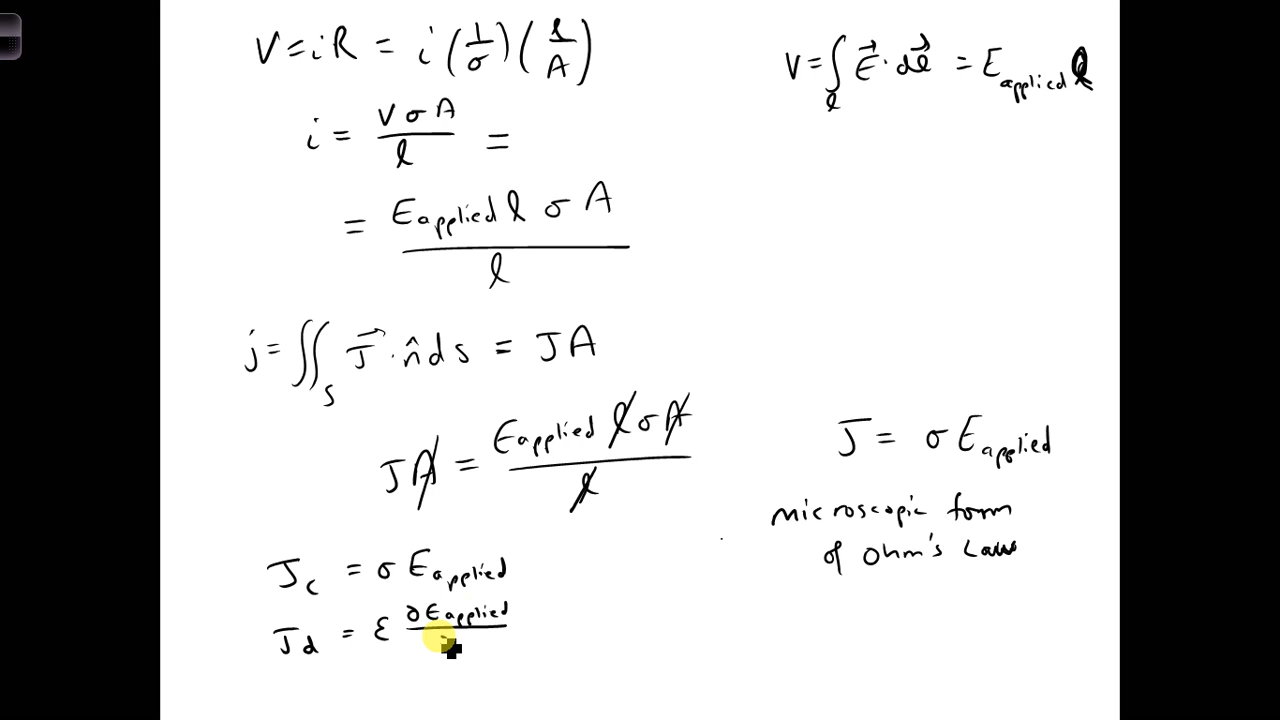 V = iR = i (1/σ) (l/A)
V = ∫_l E⃗ · dl⃗ = E_applied l
i = VσA / l =
= E_applied l σ A / l
j = ∬_S J⃗ · n̂ ds = JA
JA = E_applied l σ A / l
J = σ E_applied
microscopic form
of Ohm's Law
J_c = σ E_applied
J_d = ε ∂E_applied /